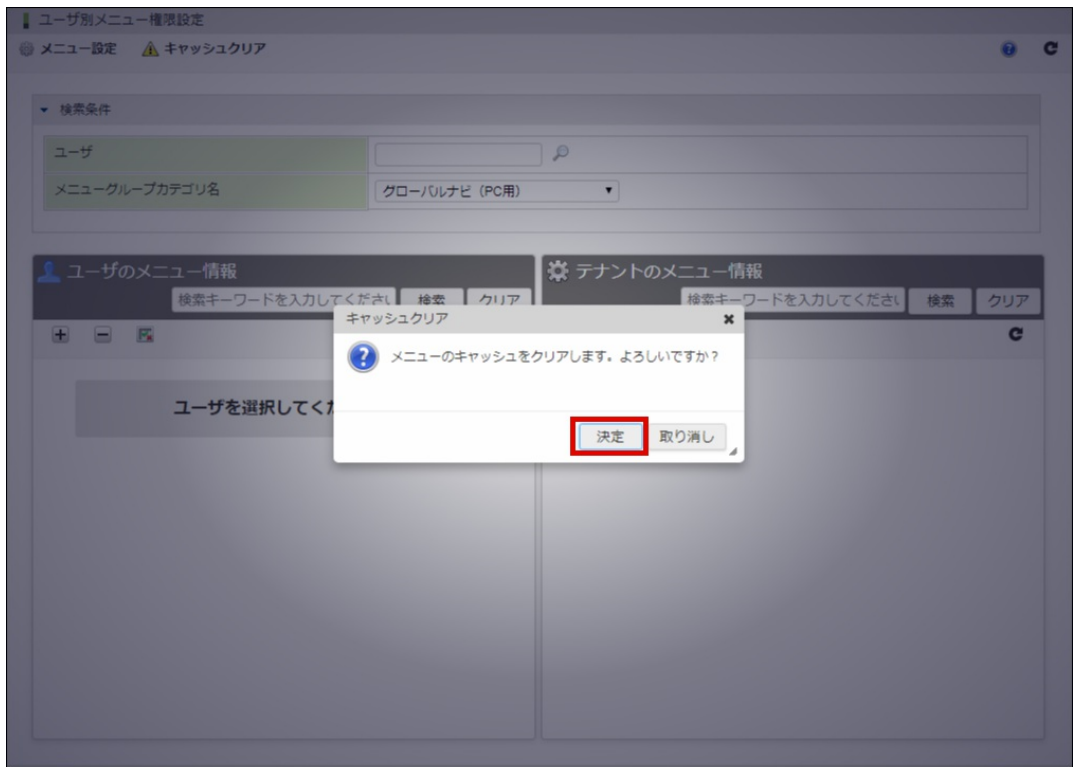 ユーザ別メニュー権限設定
メニュー設定 キャッシュクリア
検索条件
ユーザ
メニューグループカテゴリ名 グローバルナビ（PC用）
ユーザのメニュー情報
検索キーワードを入力してください 検索 クリア
テナントのメニュー情報
検索キーワードを入力してください 検索 クリア
ユーザを選択してく
キャッシュクリア
メニューのキャッシュをクリアします。よろしいですか？
決定 取り消し